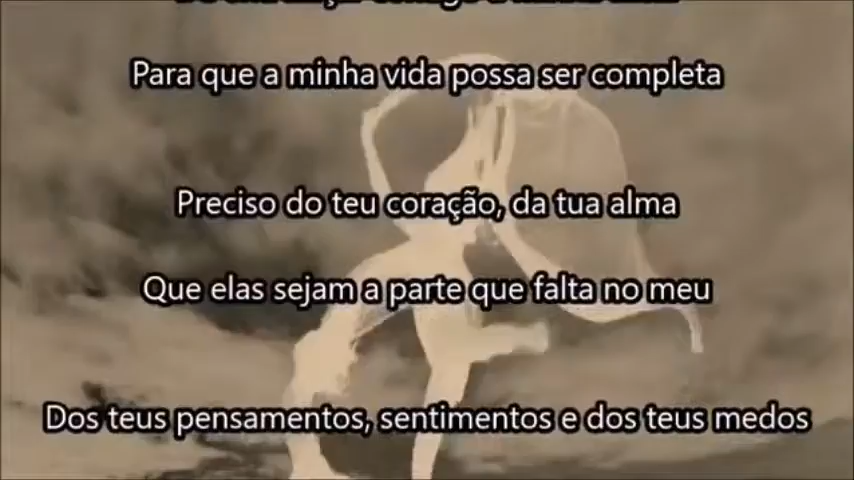 Para que a minha vida possa ser completa
Preciso do teu coração, da tua alma
Que elas sejam a parte que falta no meu
Dos teus pensamentos, sentimentos e dos teus medos